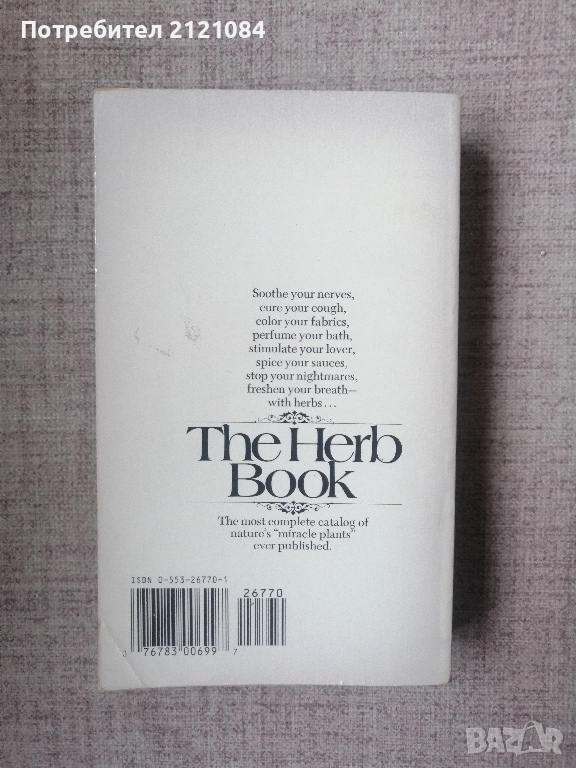 Потребител 2121084
Soothe your nerves,
cure your cough,
color your fabrics,
perfume your bath,
stimulate your lover,
spice your sauces,
stop your nightmares,
freshen your breath—
with herbs...
The Herb
Book
The most complete catalog of
nature's "miracle plants"
ever published.
ISBN 0-553-26770-1
26770
0 76783 00699 7
BAZAR